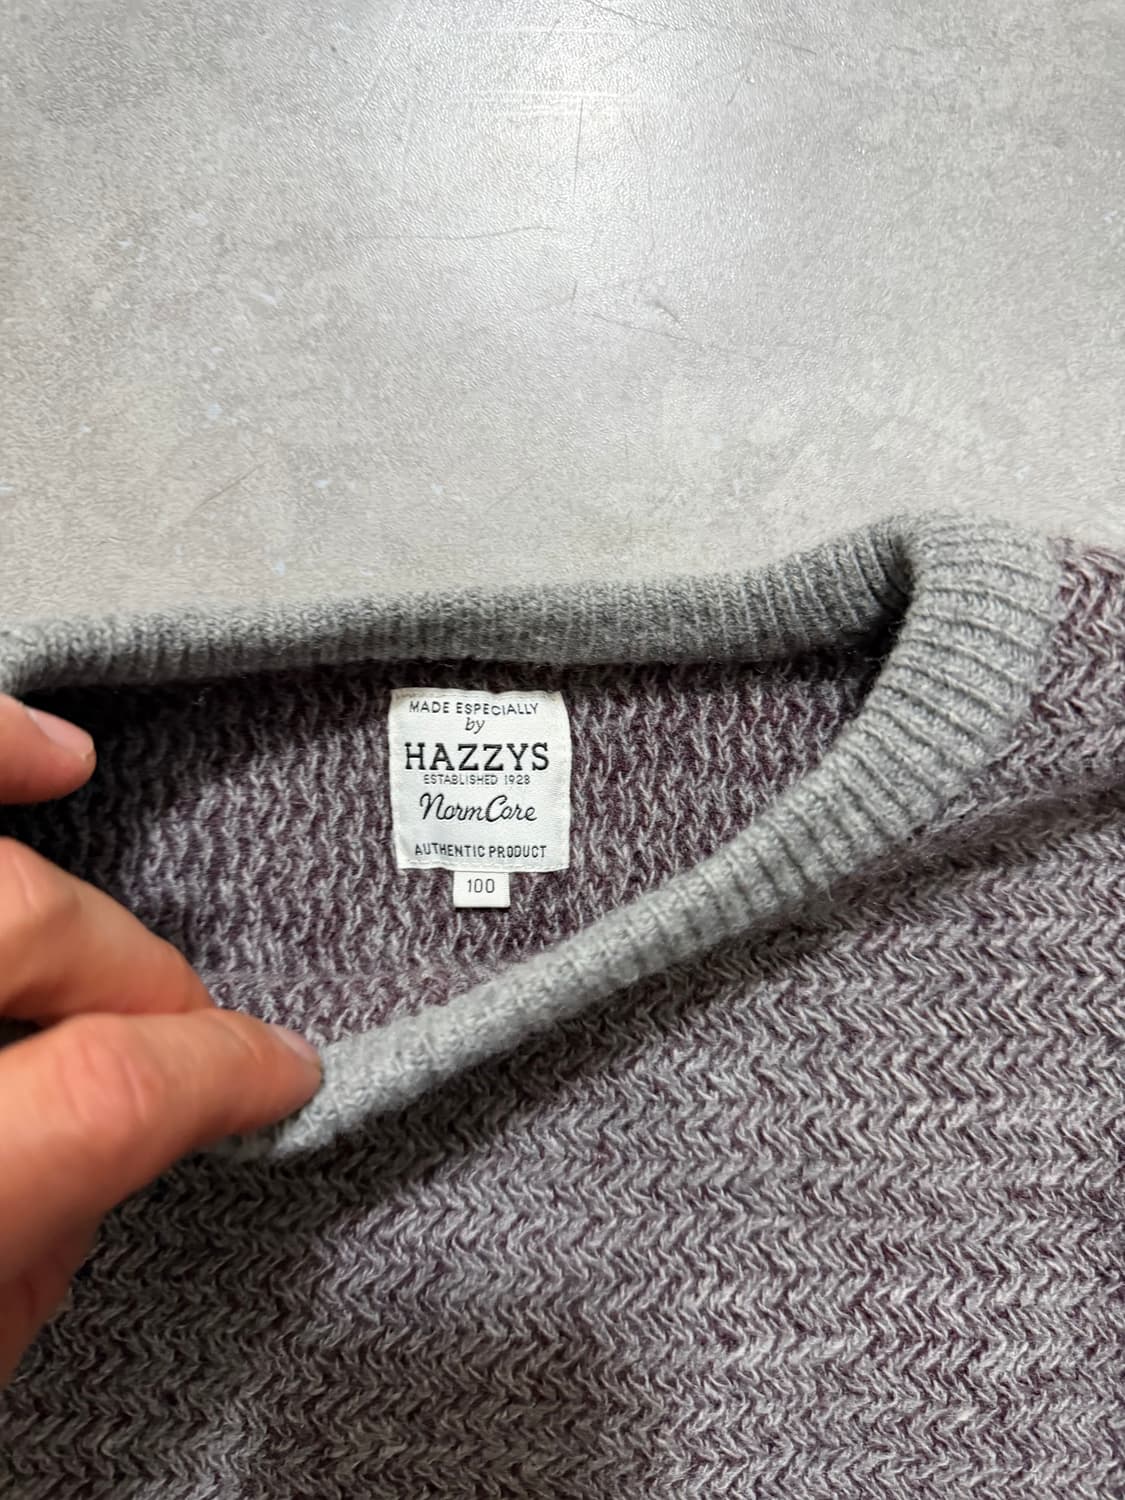 MADE ESPECIALLY
by
HAZZYS
ESTABLISHED 1928
NormCore
AUTHENTIC PRODUCT
100